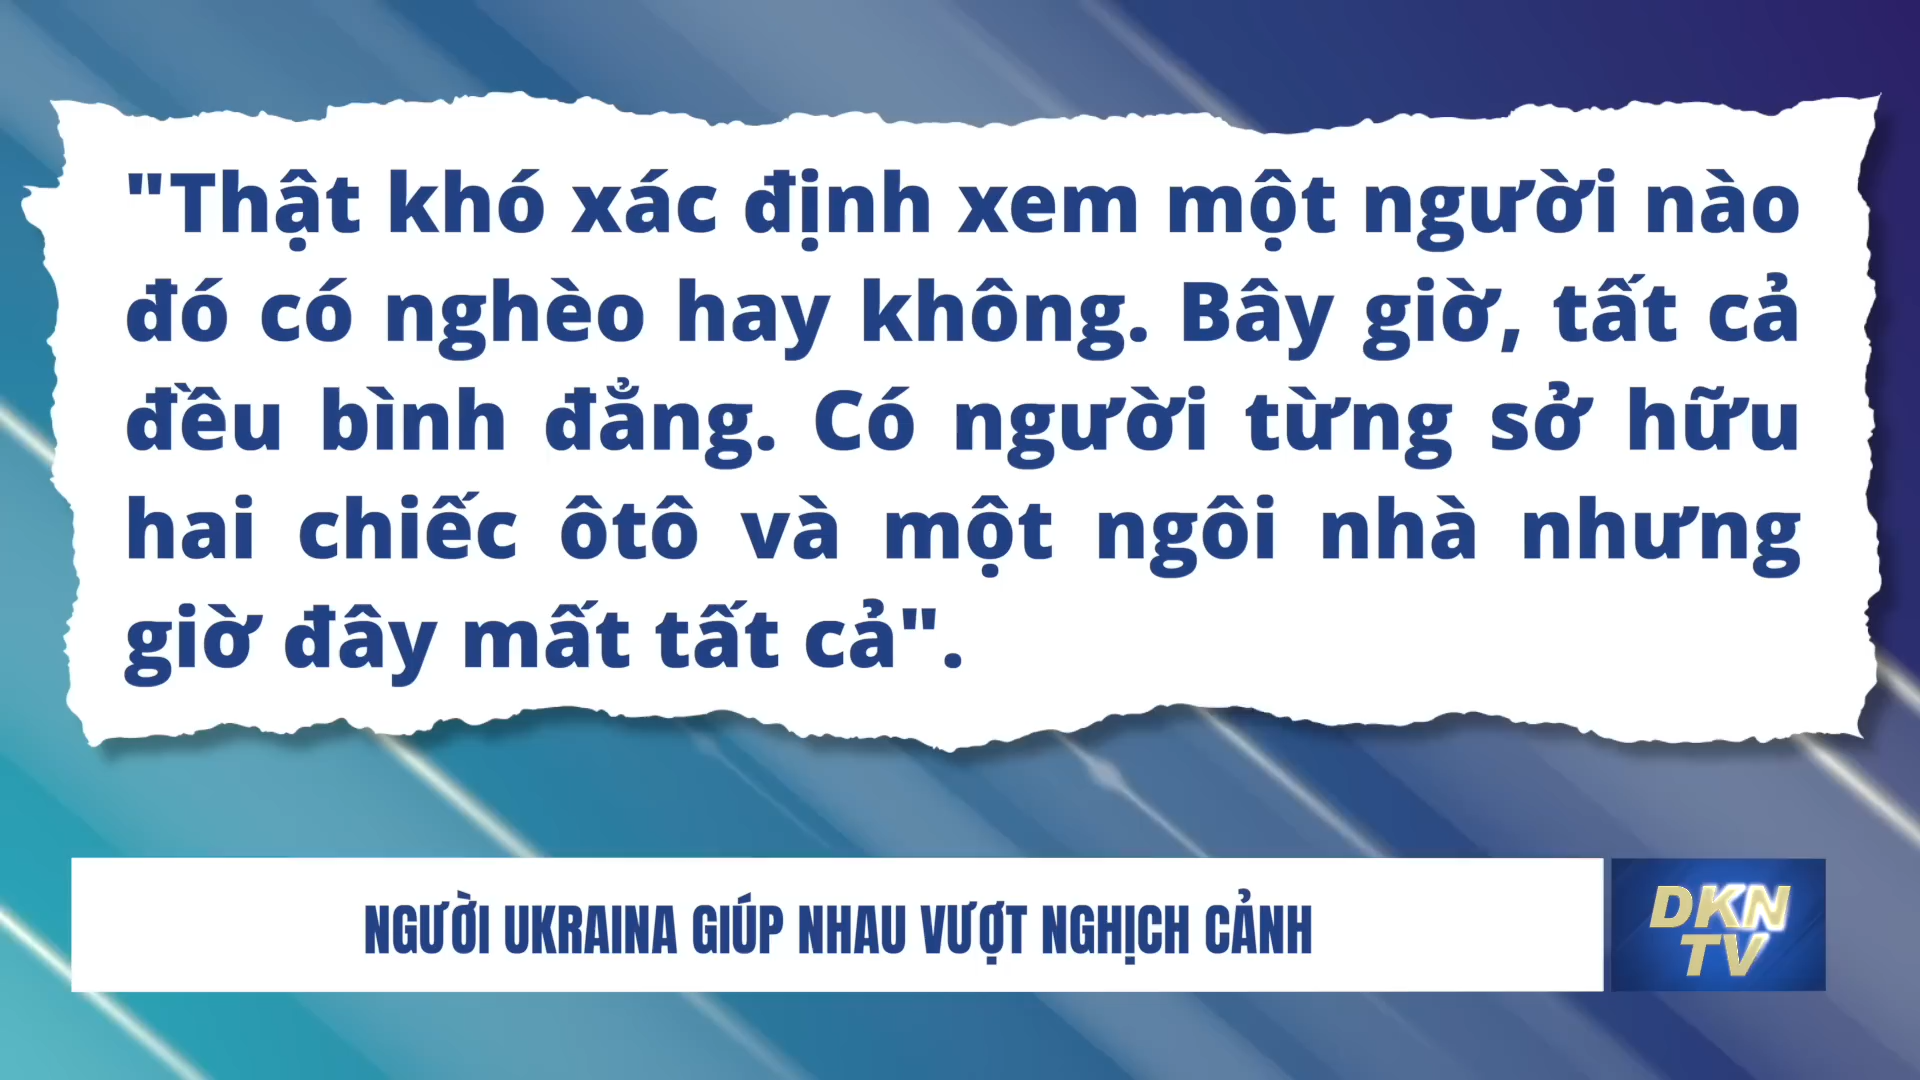 "Thật khó xác định xem một người nào
đó có nghèo hay không. Bây giờ, tất cả
đều bình đẳng. Có người từng sở hữu
hai chiếc ôtô và một ngôi nhà nhưng
giờ đây mất tất cả".
NGƯỜI UKRAINA GIÚP NHAU VƯỢT NGHỊCH CẢNH
DKN
TV